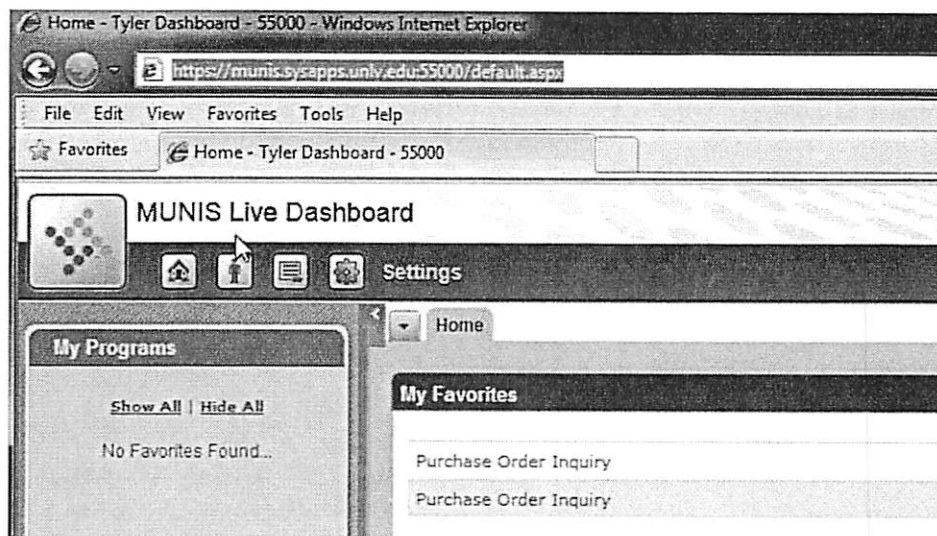 Home - Tyler Dashboard - 55000 - Windows Internet Explorer
https://munis.sysapps.univ.edu:55000/default.aspx
File Edit View Favorites Tools Help
Favorites Home - Tyler Dashboard - 55000
MUNIS Live Dashboard
Settings
Home
My Programs
Show All | Hide All
No Favorites Found...
My Favorites
Purchase Order Inquiry
Purchase Order Inquiry